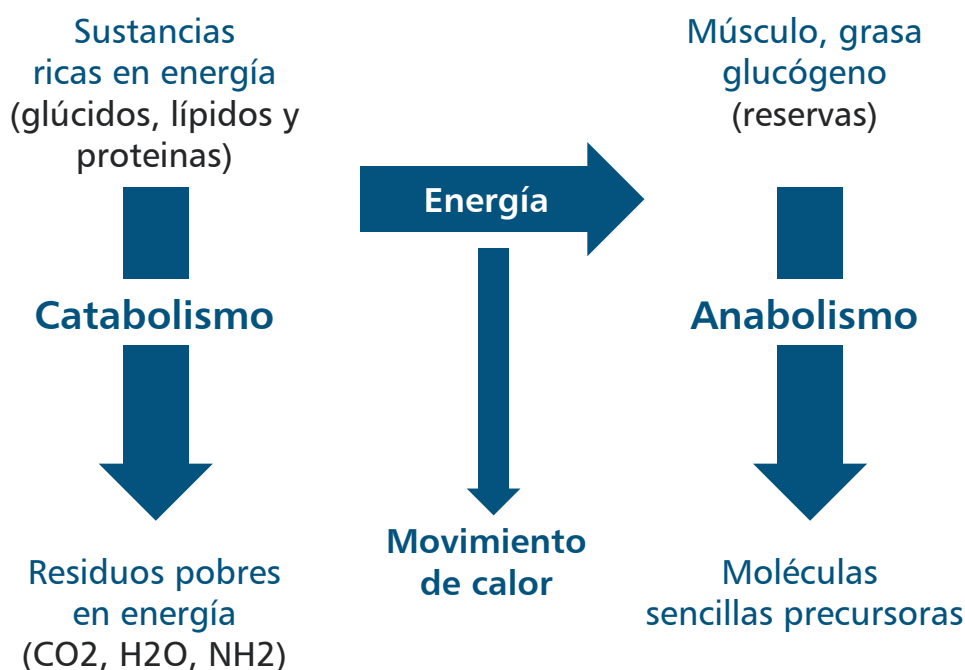 Sustancias
ricas en energía
(glúcidos, lípidos y
proteinas)
Músculo, grasa
glucógeno
(reservas)
Energía
Catabolismo
Anabolismo
Movimiento
de calor
Residuos pobres
en energía
(CO2, H2O, NH2)
Moléculas
sencillas precursoras